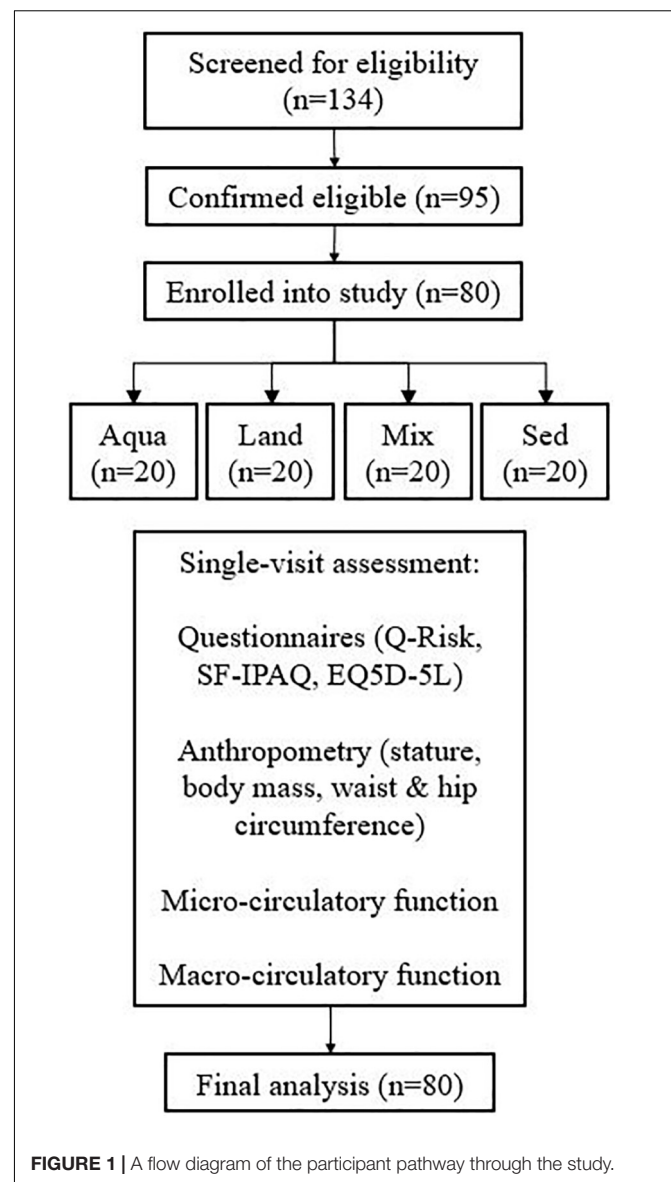 Screened for eligibility
(n=134)
Confirmed eligible (n=95)
Enrolled into study (n=80)
Aqua
(n=20)
Land
(n=20)
Mix
(n=20)
Sed
(n=20)
Single-visit assessment:
Questionnaires (Q-Risk,
SF-IPAQ, EQ5D-5L)
Anthropometry (stature,
body mass, waist & hip
circumference)
Micro-circulatory function
Macro-circulatory function
Final analysis (n=80)
FIGURE 1 | A flow diagram of the participant pathway through the study.